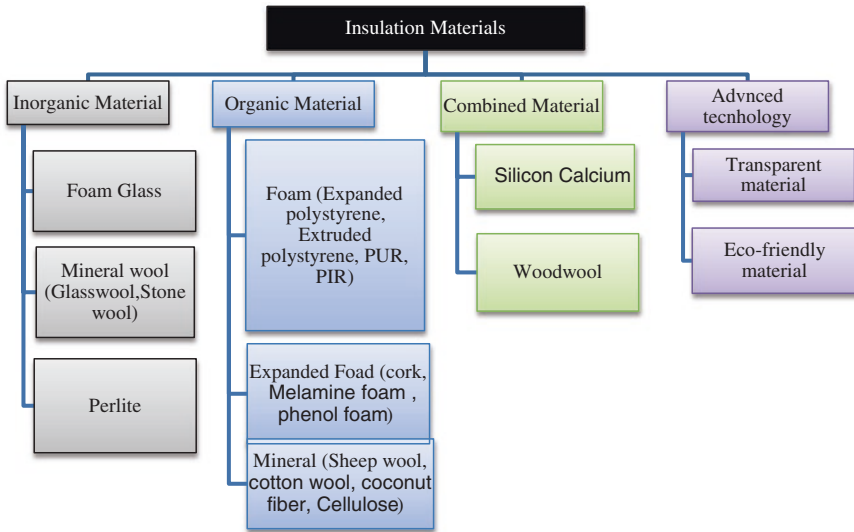 Insulation Materials
Inorganic Material
Foam Glass
Mineral wool
(Glasswool,Stone
wool)
Perlite
Organic Material
Foam (Expanded
polystyrene,
Extruded
polystyrene, PUR,
PIR)
Expanded Foad (cork,
Melamine foam ,
phenol foam)
Mineral (Sheep wool,
cotton wool, coconut
fiber, Cellulose)
Combined Material
Silicon Calcium
Woodwool
Advnced
tecnhology
Transparent
material
Eco-friendly
material